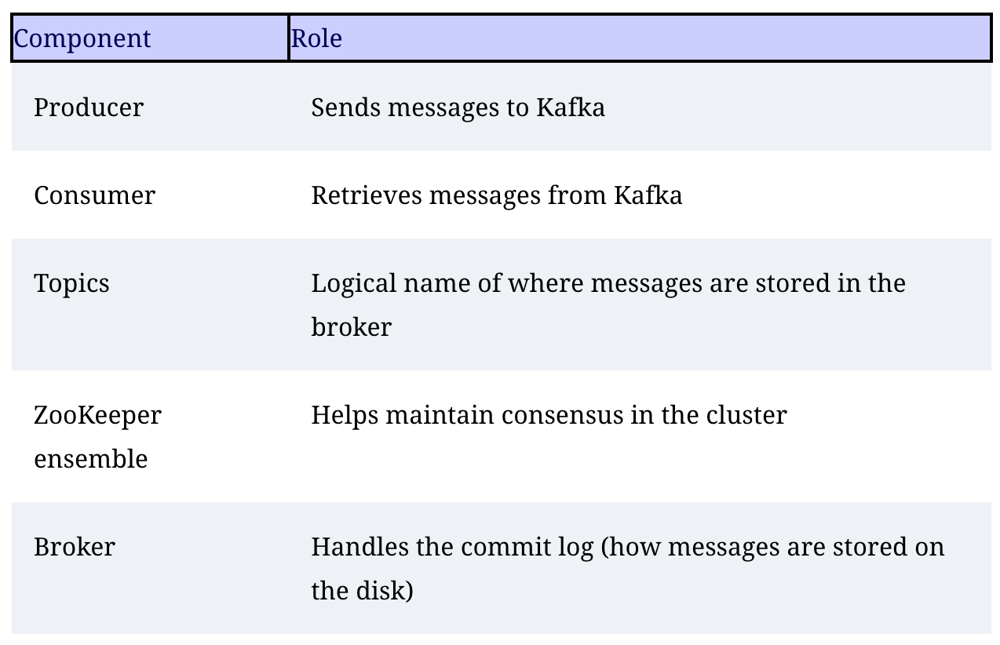 Component Role
Producer Sends messages to Kafka
Consumer Retrieves messages from Kafka
Topics Logical name of where messages are stored in the
broker
ZooKeeper Helps maintain consensus in the cluster
ensemble
Broker Handles the commit log (how messages are stored on
the disk)